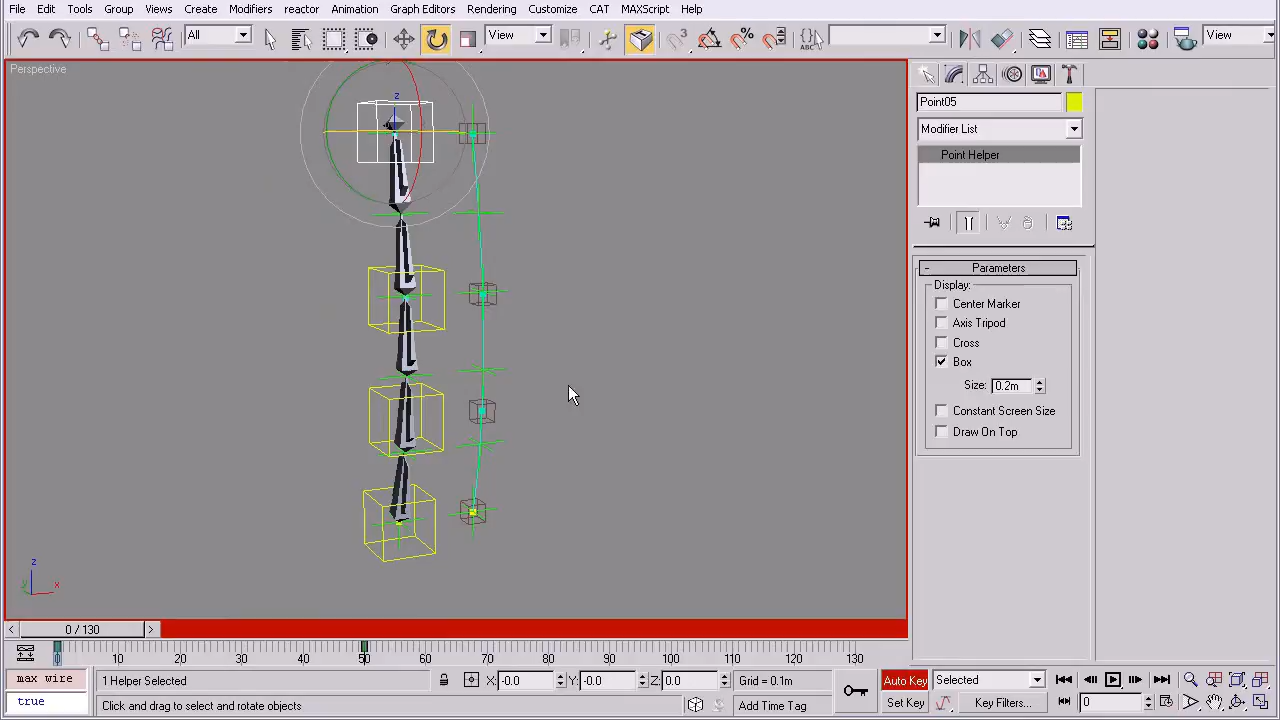 File Edit Tools Group Views Create Modifiers reactor Animation Graph Editors Rendering Customize CAT MAXScript Help
All View View
Perspective
z
Point05
Modifier List
Point Helper
- Parameters
Display:
Center Marker
Axis Tripod
Cross
Box
Size: 0.2m
Constant Screen Size
Draw On Top
z
y x
< 0 / 130 >
0 10 20 30 40 50 60 70 80 90 100 110 120 130
max wire 1 Helper Selected X: -0.0 Y: -0.0 Z: 0.0 Grid = 0.1m Auto Key Selected
true Click and drag to select and rotate objects Add Time Tag Set Key Key Filters... 0